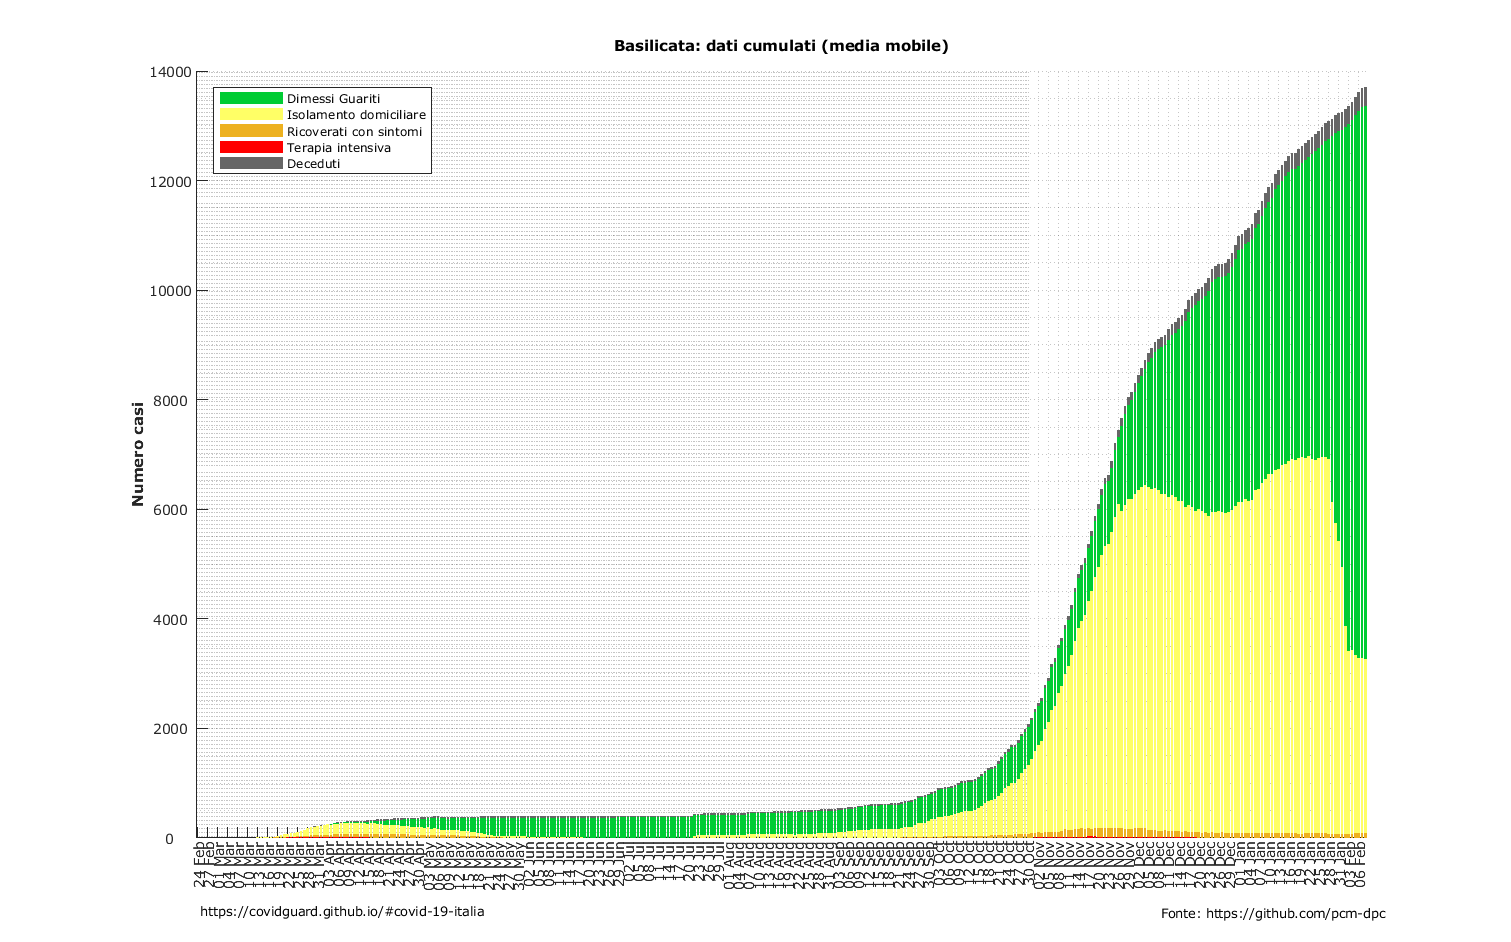 Basilicata: dati cumulati (media mobile)
14000
12000
10000
8000
6000
4000
2000
0
Numero casi
Dimessi Guariti
Isolamento domiciliare
Ricoverati con sintomi
Terapia intensiva
Deceduti
24 Feb
27 Feb
01 Mar
04 Mar
07 Mar
10 Mar
13 Mar
16 Mar
19 Mar
22 Mar
25 Mar
28 Mar
31 Mar
03 Apr
06 Apr
09 Apr
12 Apr
15 Apr
18 Apr
21 Apr
24 Apr
27 Apr
30 Apr
03 May
06 May
09 May
12 May
15 May
18 May
21 May
24 May
27 May
30 May
02 Jun
05 Jun
08 Jun
11 Jun
14 Jun
17 Jun
20 Jun
23 Jun
26 Jun
29 Jun
02 Jul
05 Jul
08 Jul
11 Jul
14 Jul
17 Jul
20 Jul
23 Jul
26 Jul
29 Jul
01 Aug
04 Aug
07 Aug
10 Aug
13 Aug
16 Aug
19 Aug
22 Aug
25 Aug
28 Aug
31 Aug
03 Sep
06 Sep
09 Sep
12 Sep
15 Sep
18 Sep
21 Sep
24 Sep
27 Sep
30 Sep
03 Oct
06 Oct
09 Oct
12 Oct
15 Oct
18 Oct
21 Oct
24 Oct
27 Oct
30 Oct
02 Nov
05 Nov
08 Nov
11 Nov
14 Nov
17 Nov
20 Nov
23 Nov
26 Nov
29 Nov
02 Dec
05 Dec
08 Dec
11 Dec
14 Dec
17 Dec
20 Dec
23 Dec
26 Dec
29 Dec
01 Jan
04 Jan
07 Jan
10 Jan
13 Jan
16 Jan
19 Jan
22 Jan
25 Jan
28 Jan
31 Jan
03 Feb
06 Feb
https://covidguard.github.io/#covid-19-italia
Fonte: https://github.com/pcm-dpc